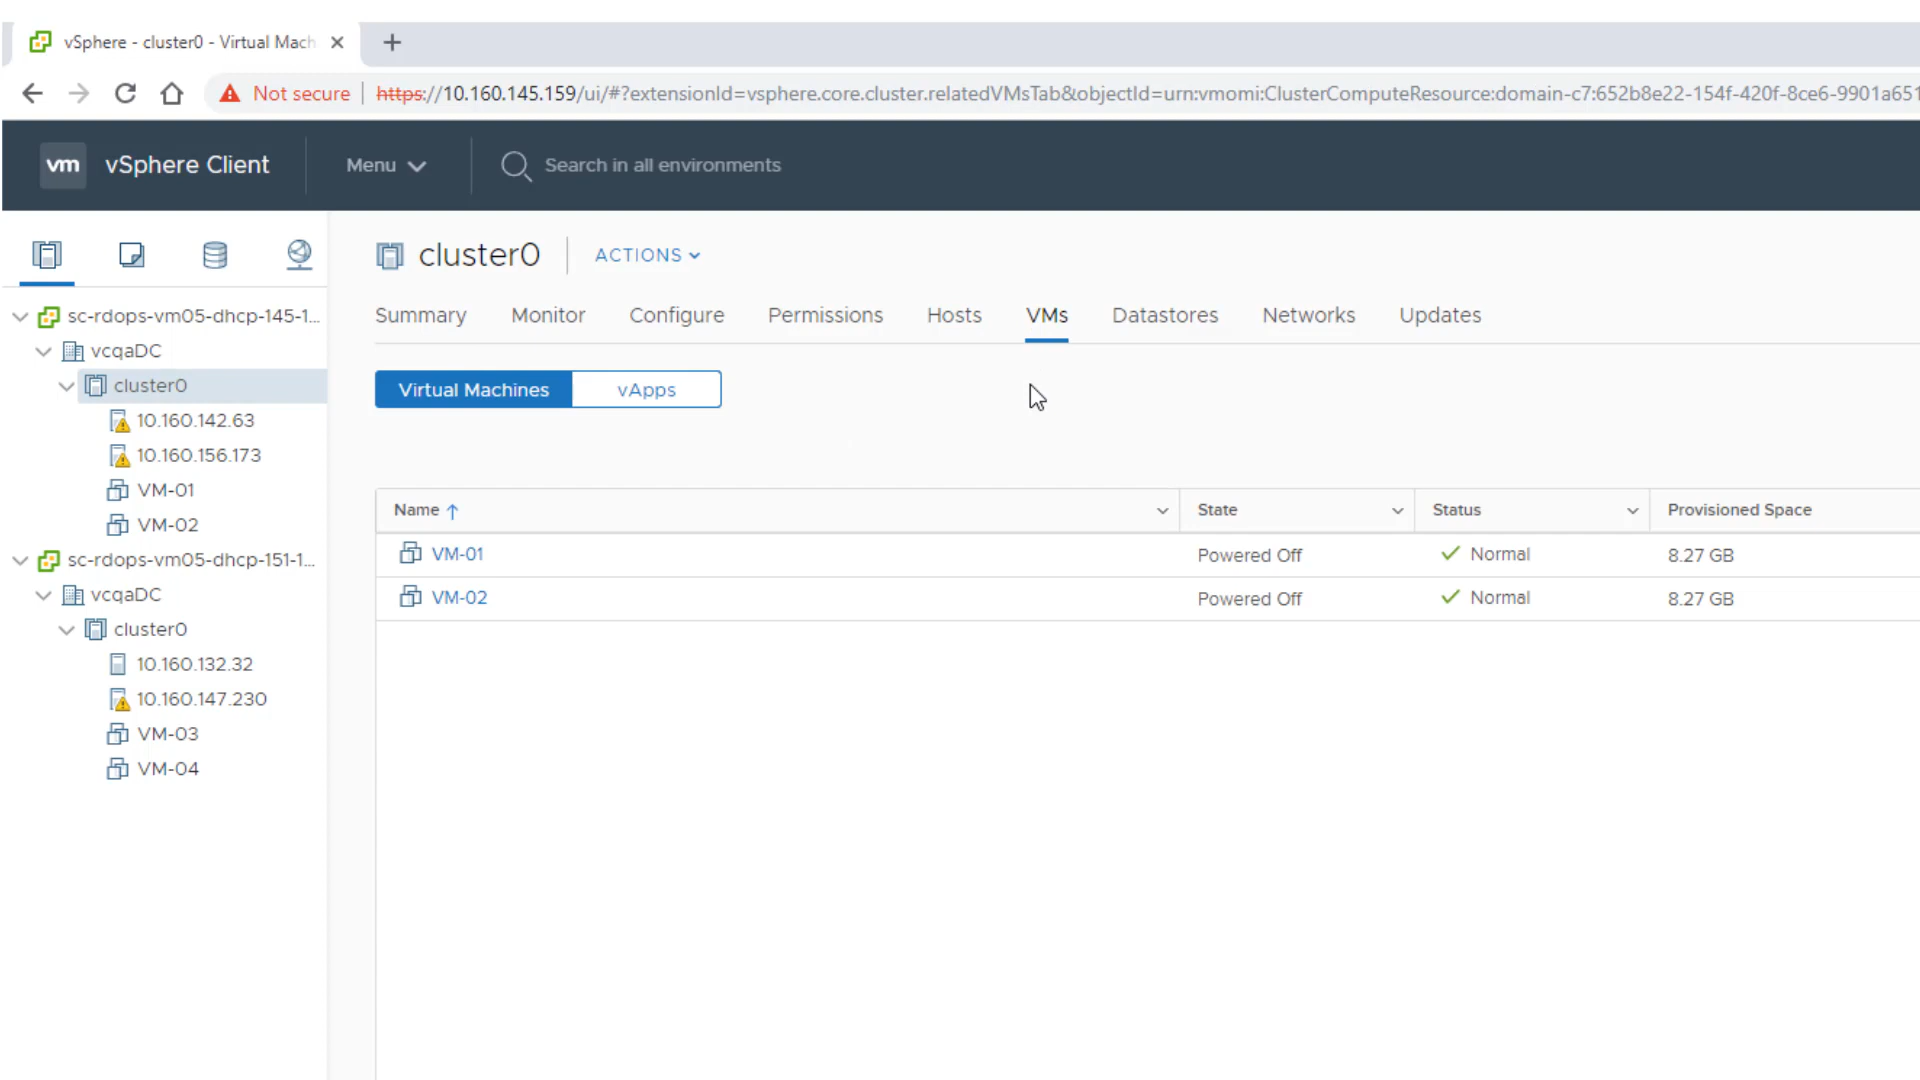 vSphere - cluster0 - Virtual Mach
Not secure | https://10.160.145.159/ui/#?extensionId=vsphere.core.cluster.relatedVMsTab&objectId=urn:vmomi:ClusterComputeResource:domain-c7:652b8e22-154f-420f-8ce6-9901a651
vm vSphere Client Menu Search in all environments
cluster0 ACTIONS
Summary Monitor Configure Permissions Hosts VMs Datastores Networks Updates
sc-rdops-vm05-dhcp-145-1...
vcqaDC
cluster0
10.160.142.63
10.160.156.173
VM-01
VM-02
sc-rdops-vm05-dhcp-151-1...
vcqaDC
cluster0
10.160.132.32
10.160.147.230
VM-03
VM-04
Virtual Machines vApps
Name State Status Provisioned Space
VM-01 Powered Off Normal 8.27 GB
VM-02 Powered Off Normal 8.27 GB